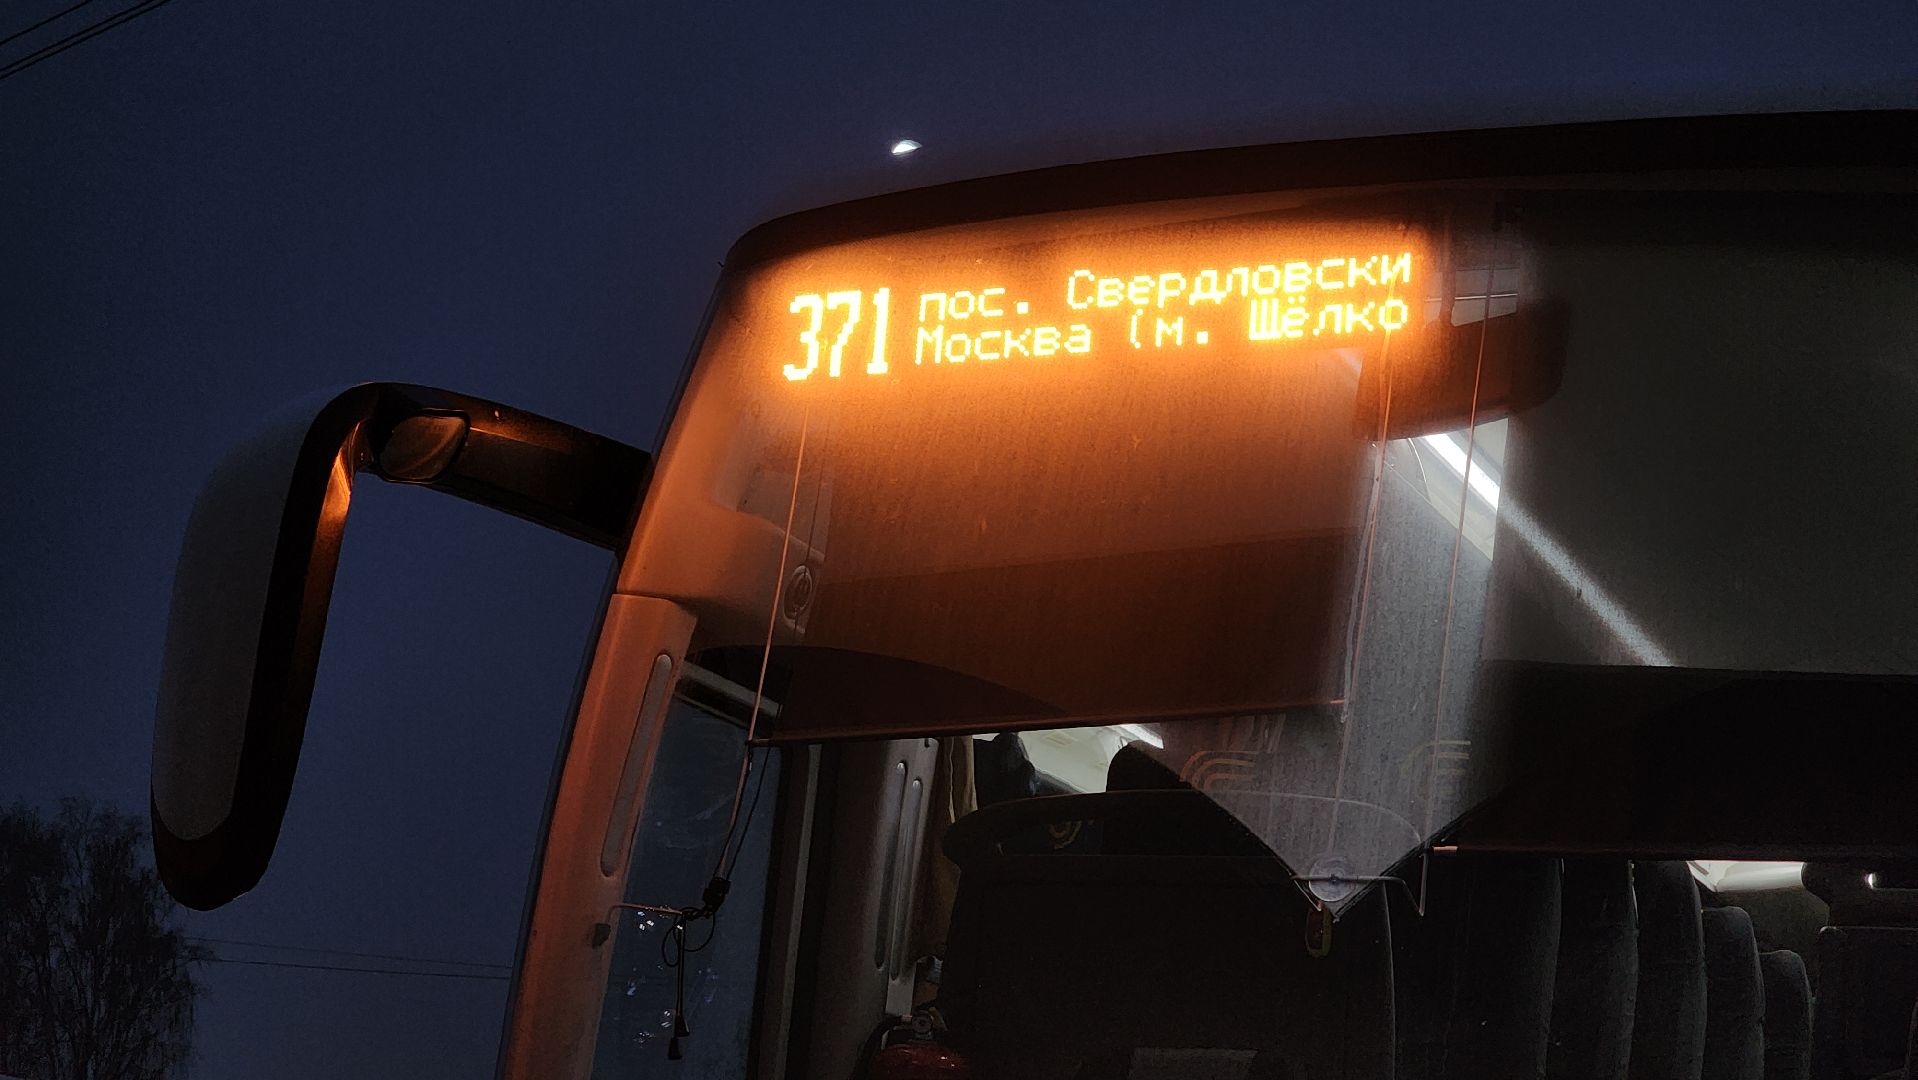 371 пос. Свердловски
Москва (м. Щёлко